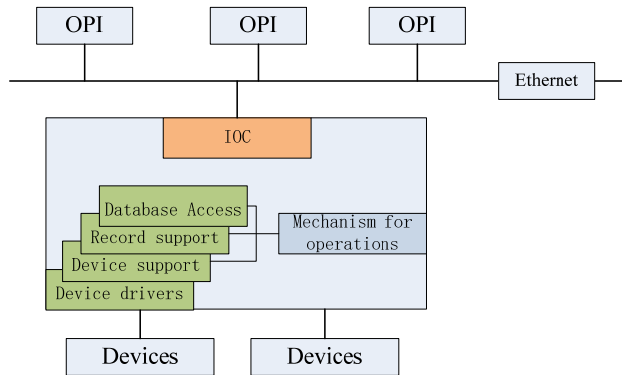 OPI
OPI
OPI
Ethernet
IOC
Database Access
Record support
Device support
Device drivers
Mechanism for
operations
Devices
Devices